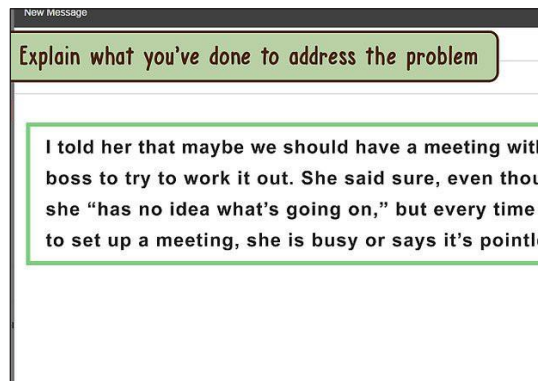 New Message
Explain what you've done to address the problem
I told her that maybe we should have a meeting
boss to try to work it out. She said sure, even
she “has no idea what's going on,” but every time
to set up a meeting, she is busy or says it's